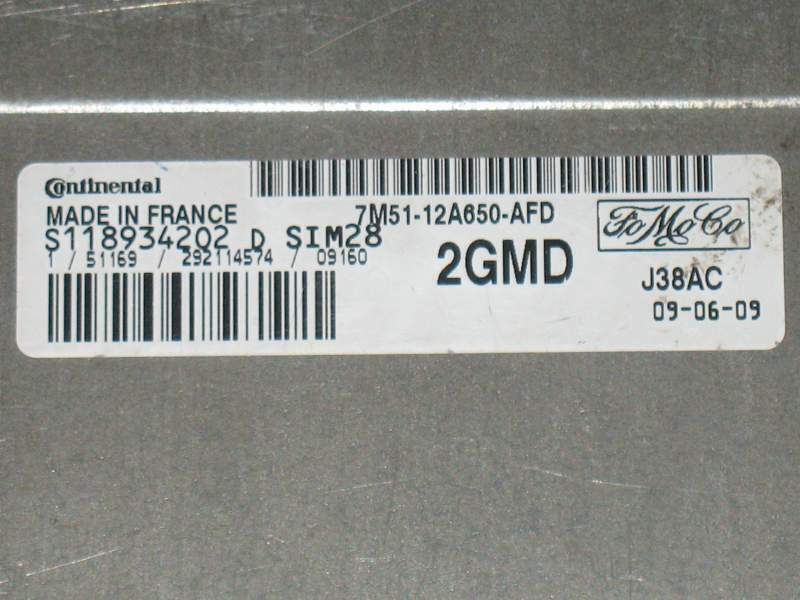 Continental
MADE IN FRANCE
7M51-12A650-AFD
FoMoCo
S118934202 D SIM28
1 / 51169 / 292114574 / 09160
2GMD
J38AC
09-06-09